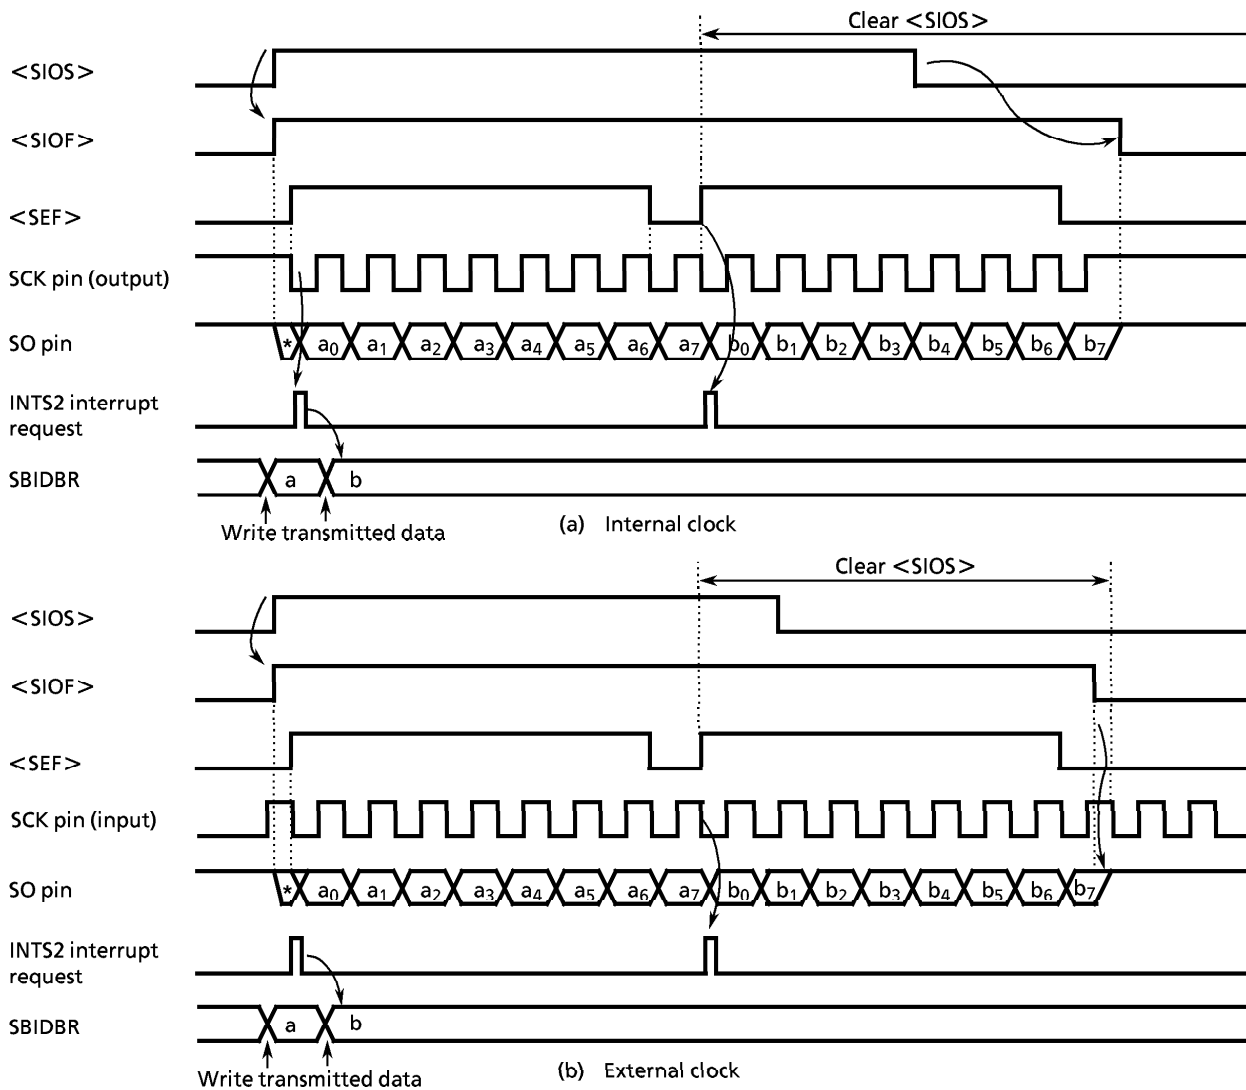 Clear <SIOS>
<SIOS>
<SIOF>
<SEF>
SCK pin (output)
SO pin
* a0 a1 a2 a3 a4 a5 a6 a7 b0 b1 b2 b3 b4 b5 b6 b7
INTS2 interrupt
request
SBIDBR
a b
Write transmitted data
(a) Internal clock
Clear <SIOS>
<SIOS>
<SIOF>
<SEF>
SCK pin (input)
SO pin
* a0 a1 a2 a3 a4 a5 a6 a7 b0 b1 b2 b3 b4 b5 b6 b7
INTS2 interrupt
request
SBIDBR
a b
Write transmitted data
(b) External clock